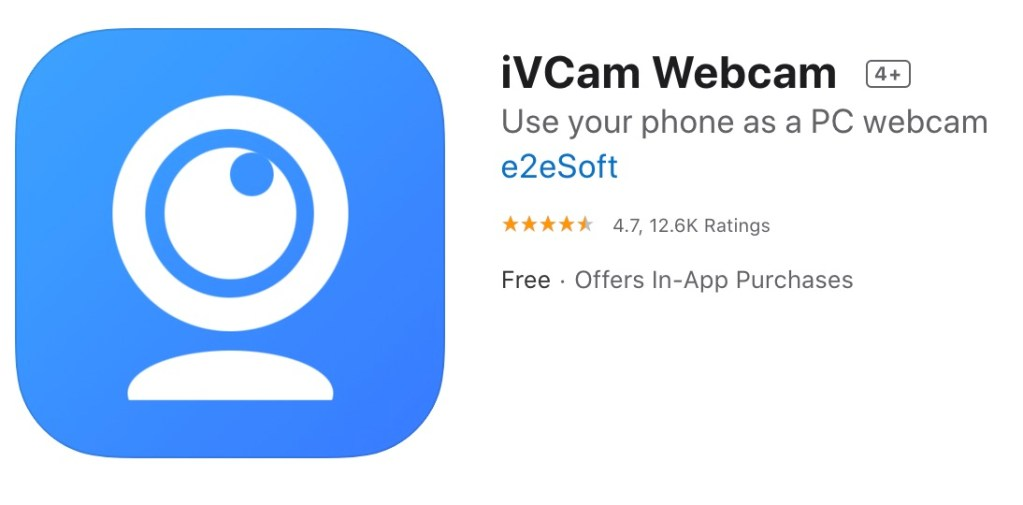 iVCam Webcam 4+
Use your phone as a PC webcam
e2eSoft
4.7, 12.6K Ratings
Free · Offers In-App Purchases